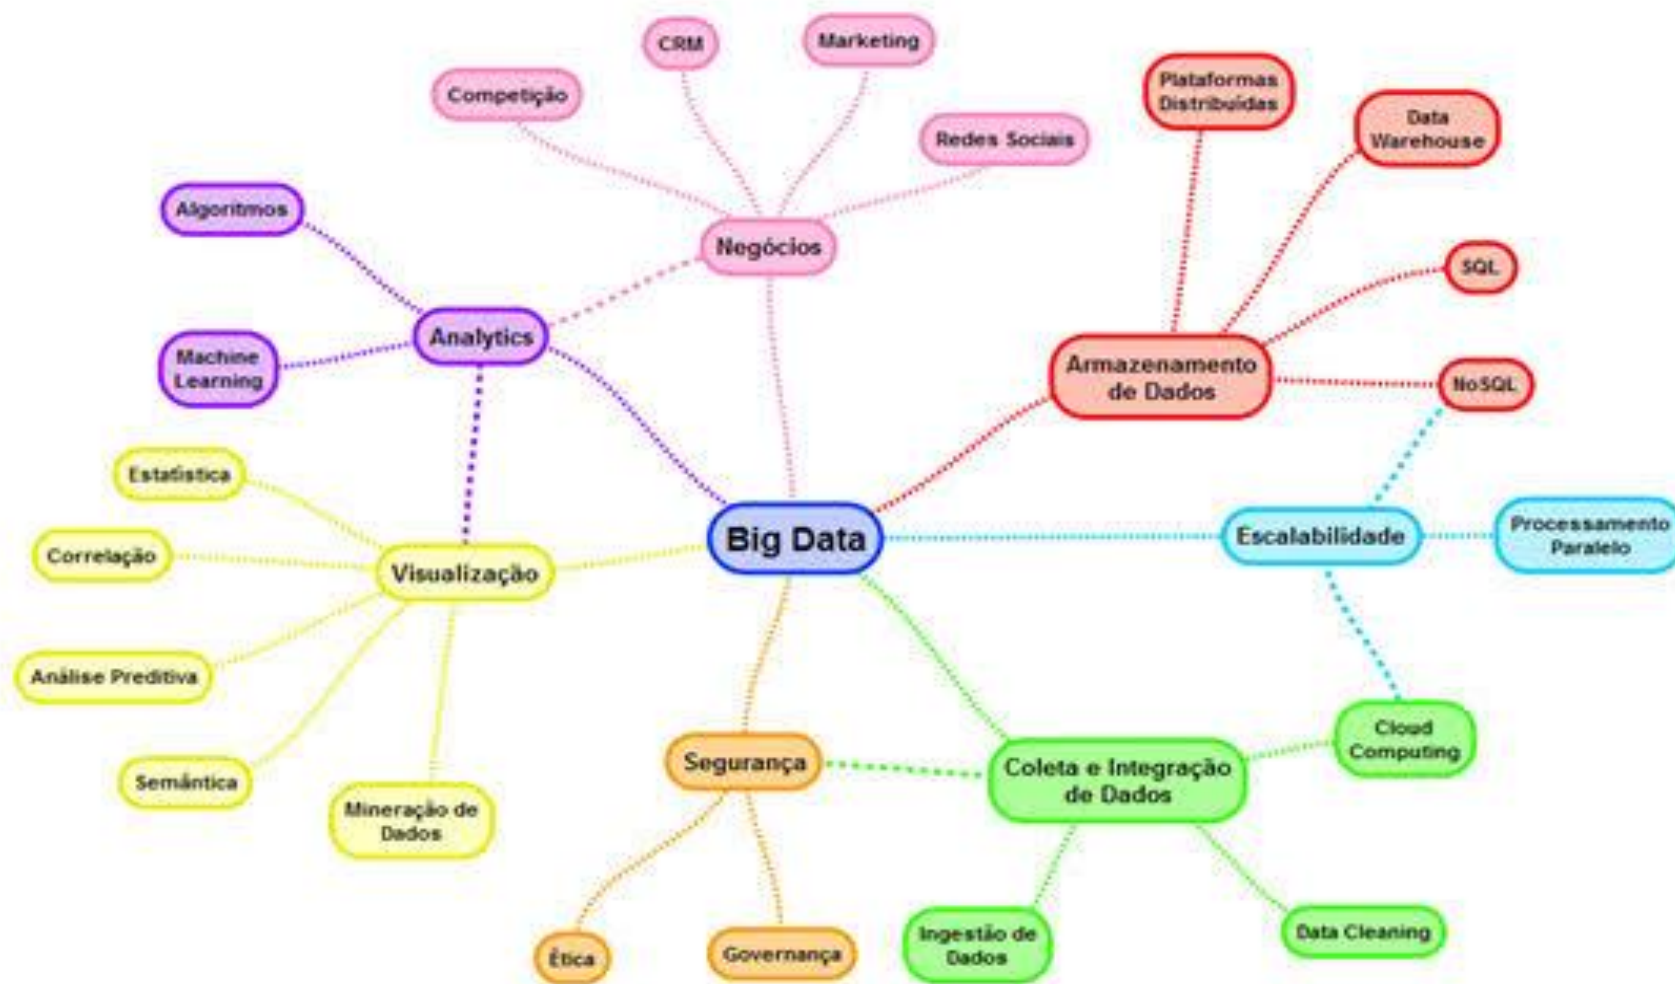 CRM
Marketing
Competição
Redes Sociais
Negócios
Plataformas
Distribuídas
Data
Warehouse
SQL
NoSQL
Armazenamento
de Dados
Algoritmos
Machine
Learning
Analytics
Estatística
Correlação
Análise Preditiva
Semântica
Mineração de
Dados
Visualização
Big Data
Escalabilidade
Processamento
Paralelo
Cloud
Computing
Coleta e Integração
de Dados
Segurança
Ética
Governança
Ingestão de
Dados
Data Cleaning